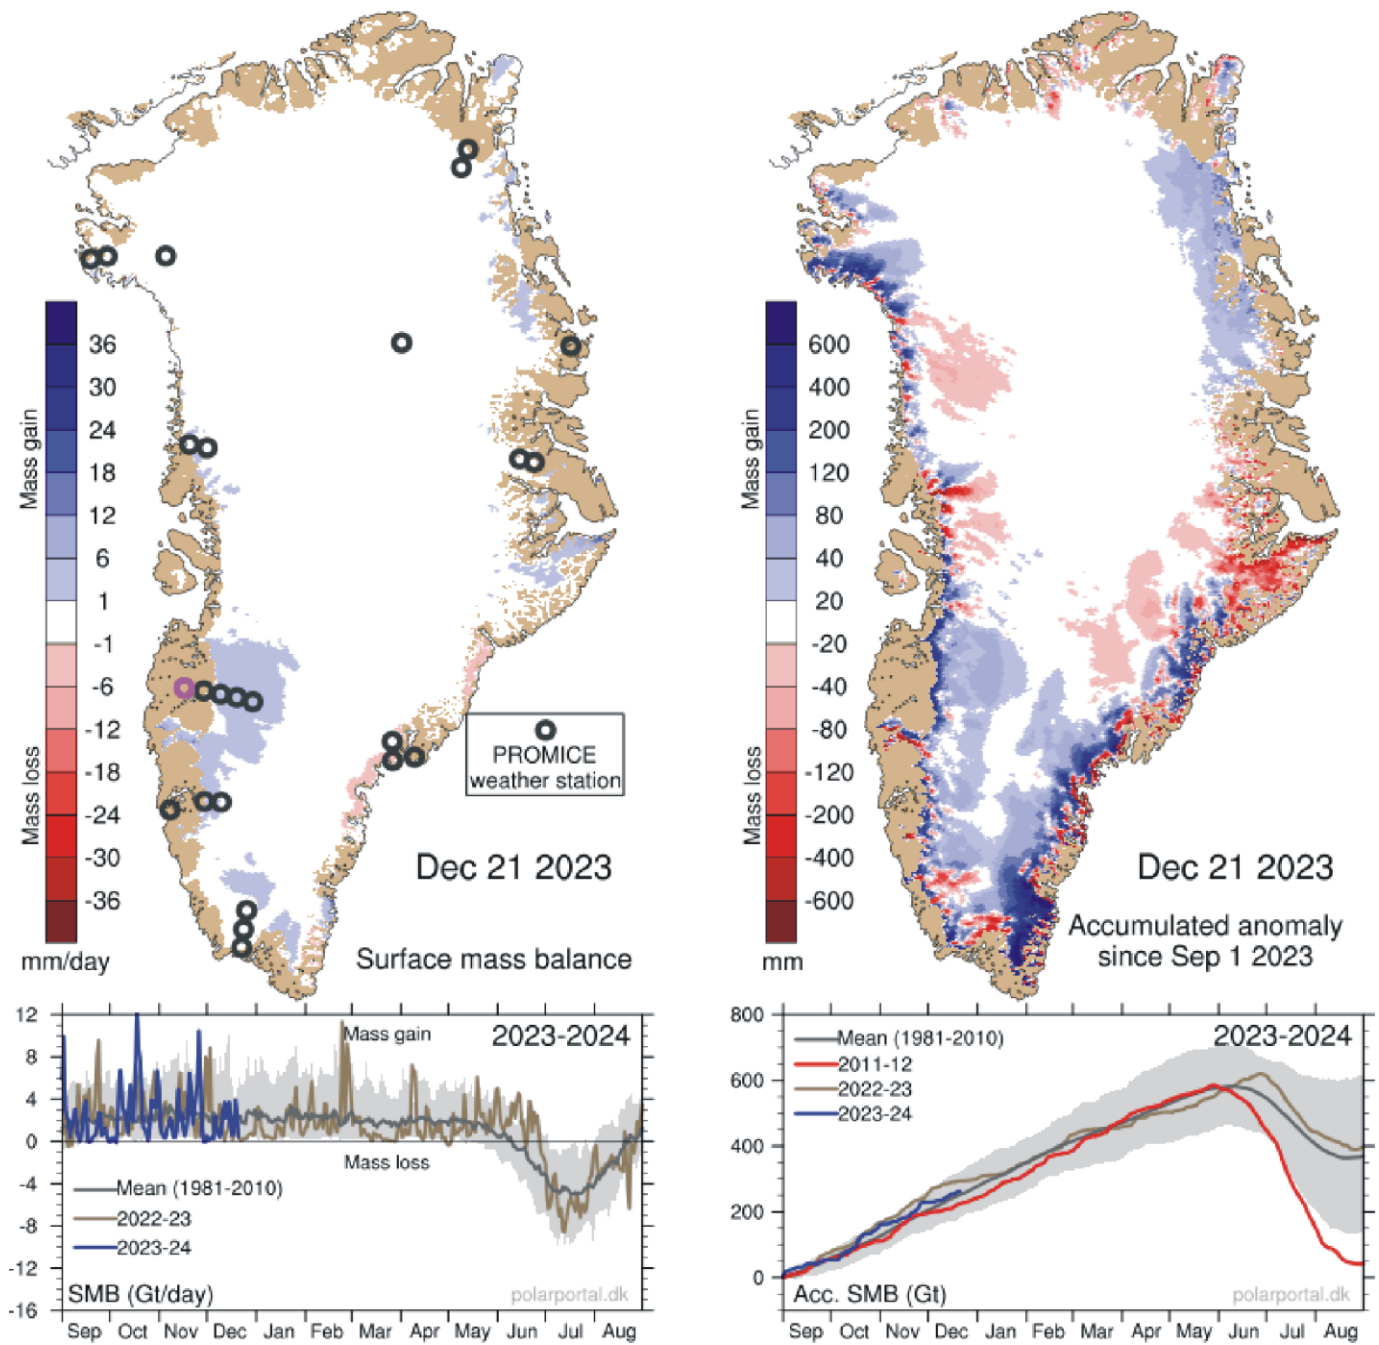 Mass gain
Mass loss
36
30
24
18
12
6
1
-1
-6
-12
-18
-24
-30
-36
mm/day
PROMICE
weather station
Dec 21 2023
Surface mass balance
Mass gain
Mass loss
600
400
200
120
80
40
20
-20
-40
-80
-120
-200
-400
-600
mm
Dec 21 2023
Accumulated anomaly
since Sep 1 2023
12
8
4
0
-4
-8
-12
-16
Mass gain
2023-2024
Mass loss
Mean (1981-2010)
2022-23
2023-24
SMB (Gt/day)
polarportal.dk
Sep Oct Nov Dec Jan Feb Mar Apr May Jun Jul Aug
800
600
400
200
0
Mean (1981-2010)
2023-2024
2011-12
2022-23
2023-24
Acc. SMB (Gt)
polarportal.dk
Sep Oct Nov Dec Jan Feb Mar Apr May Jun Jul Aug